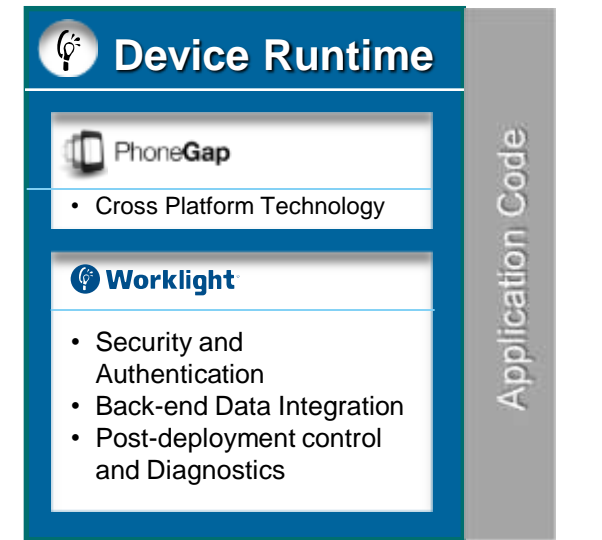 Device Runtime
PhoneGap
• Cross Platform Technology
Worklight
• Security and
Authentication
• Back-end Data Integration
• Post-deployment control
and Diagnostics
Application Code